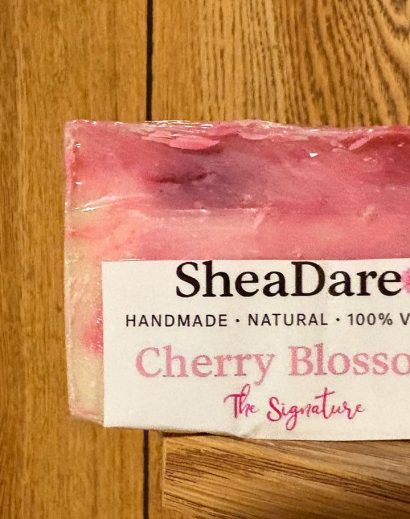 SheaDare
HANDMADE • NATURAL • 100% V
Cherry Blosso
The Signature